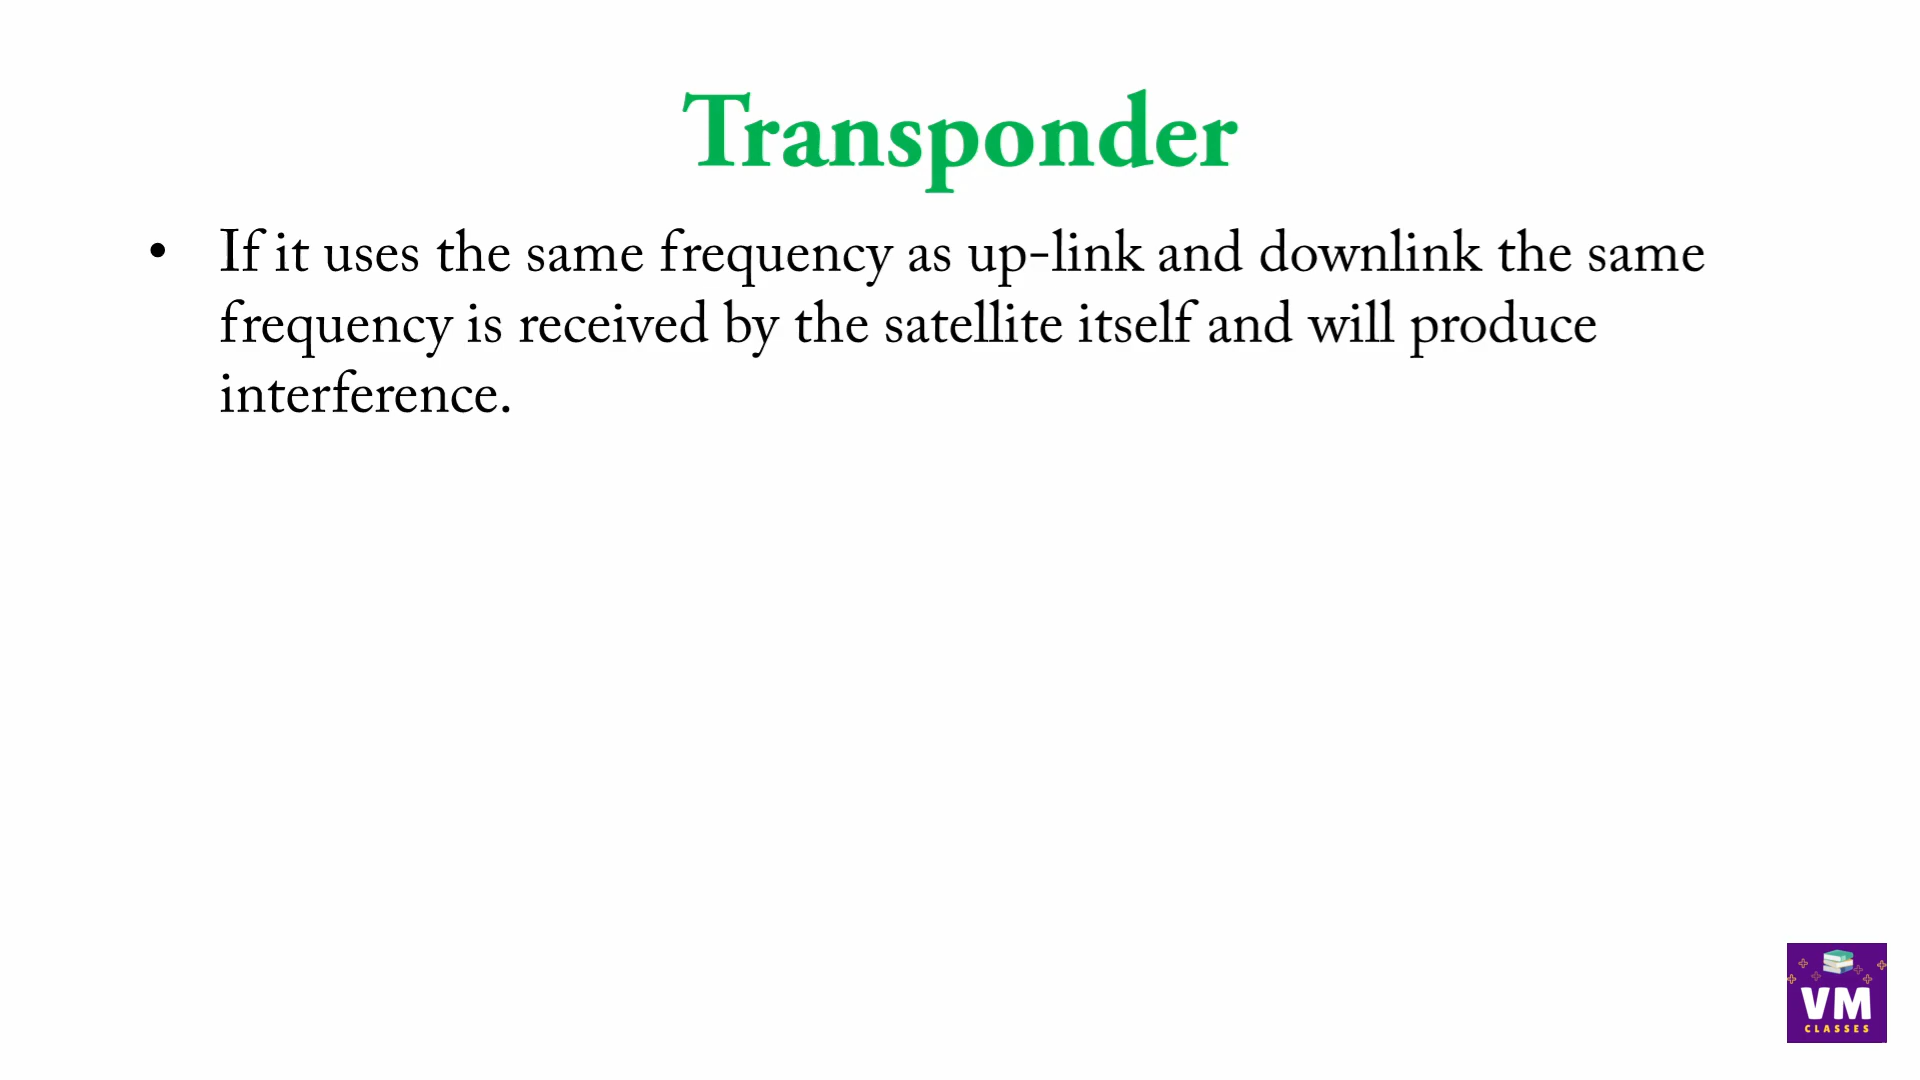 Transponder
• If it uses the same frequency as up-link and downlink the same
frequency is received by the satellite itself and will produce
interference.
VM
CLASSES